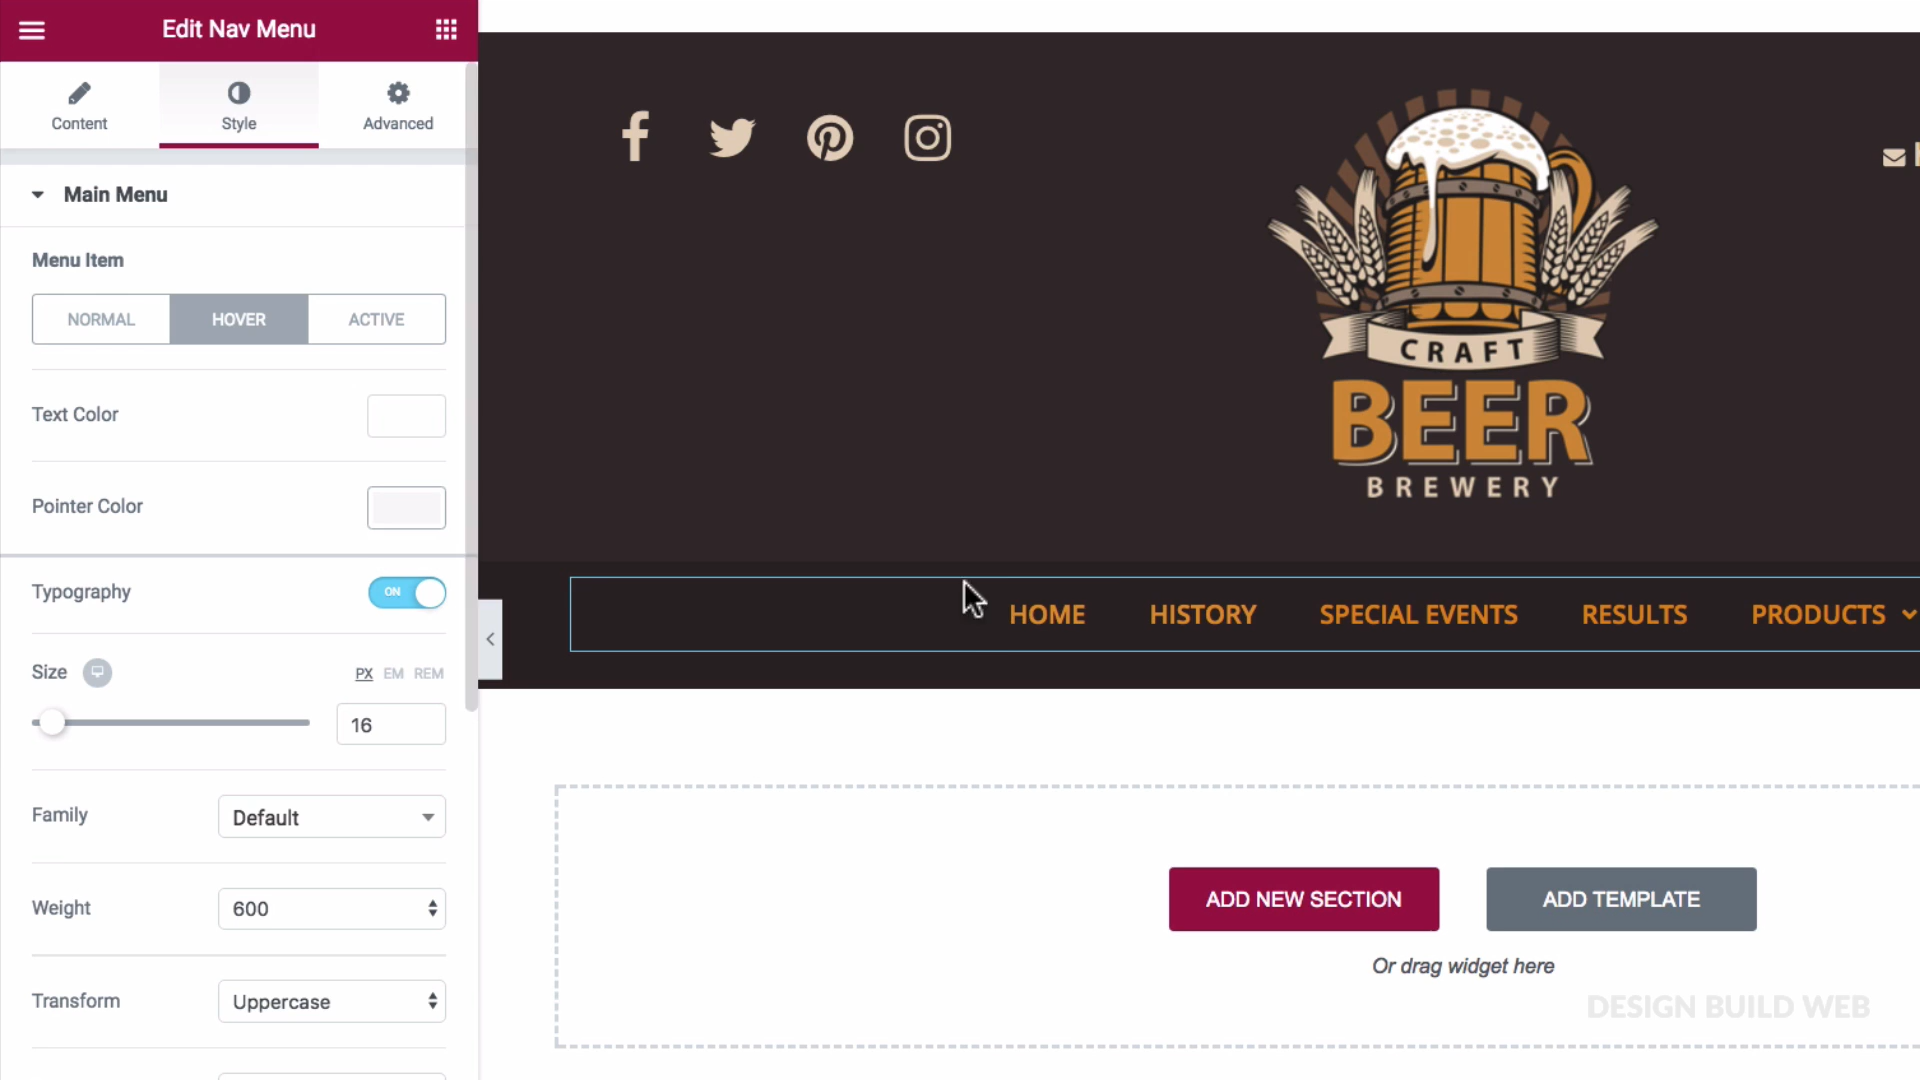 Edit Nav Menu
Content
Style
Advanced
Main Menu
Menu Item
NORMAL
HOVER
ACTIVE
Text Color
Pointer Color
Typography
ON
Size
PX EM REM
16
Family
Default
Weight
600
Transform
Uppercase
CRAFT
BEER
BREWERY
HOME HISTORY SPECIAL EVENTS RESULTS PRODUCTS
ADD NEW SECTION
ADD TEMPLATE
Or drag widget here
DESIGN BUILD WEB